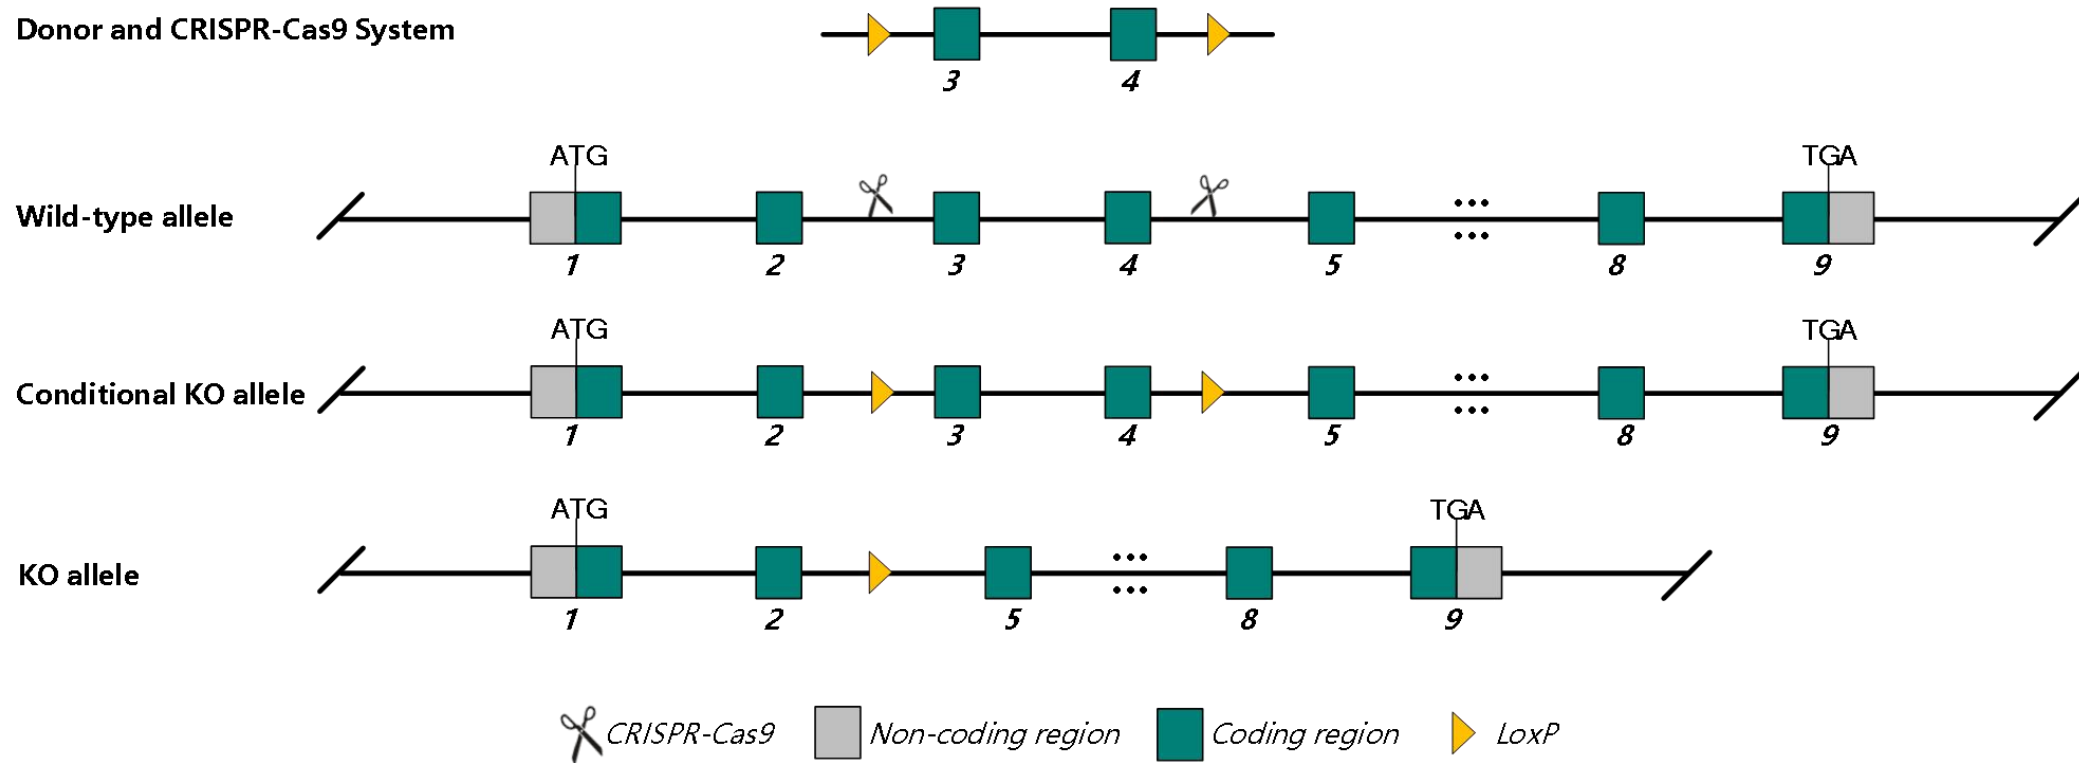 Donor and CRISPR-Cas9 System
3 4
ATG TGA
Wild-type allele
1 2 3 4 5 8 9
ATG TGA
Conditional KO allele
1 2 3 4 5 8 9
ATG TGA
KO allele
1 2 5 8 9
CRISPR-Cas9 Non-coding region Coding region LoxP